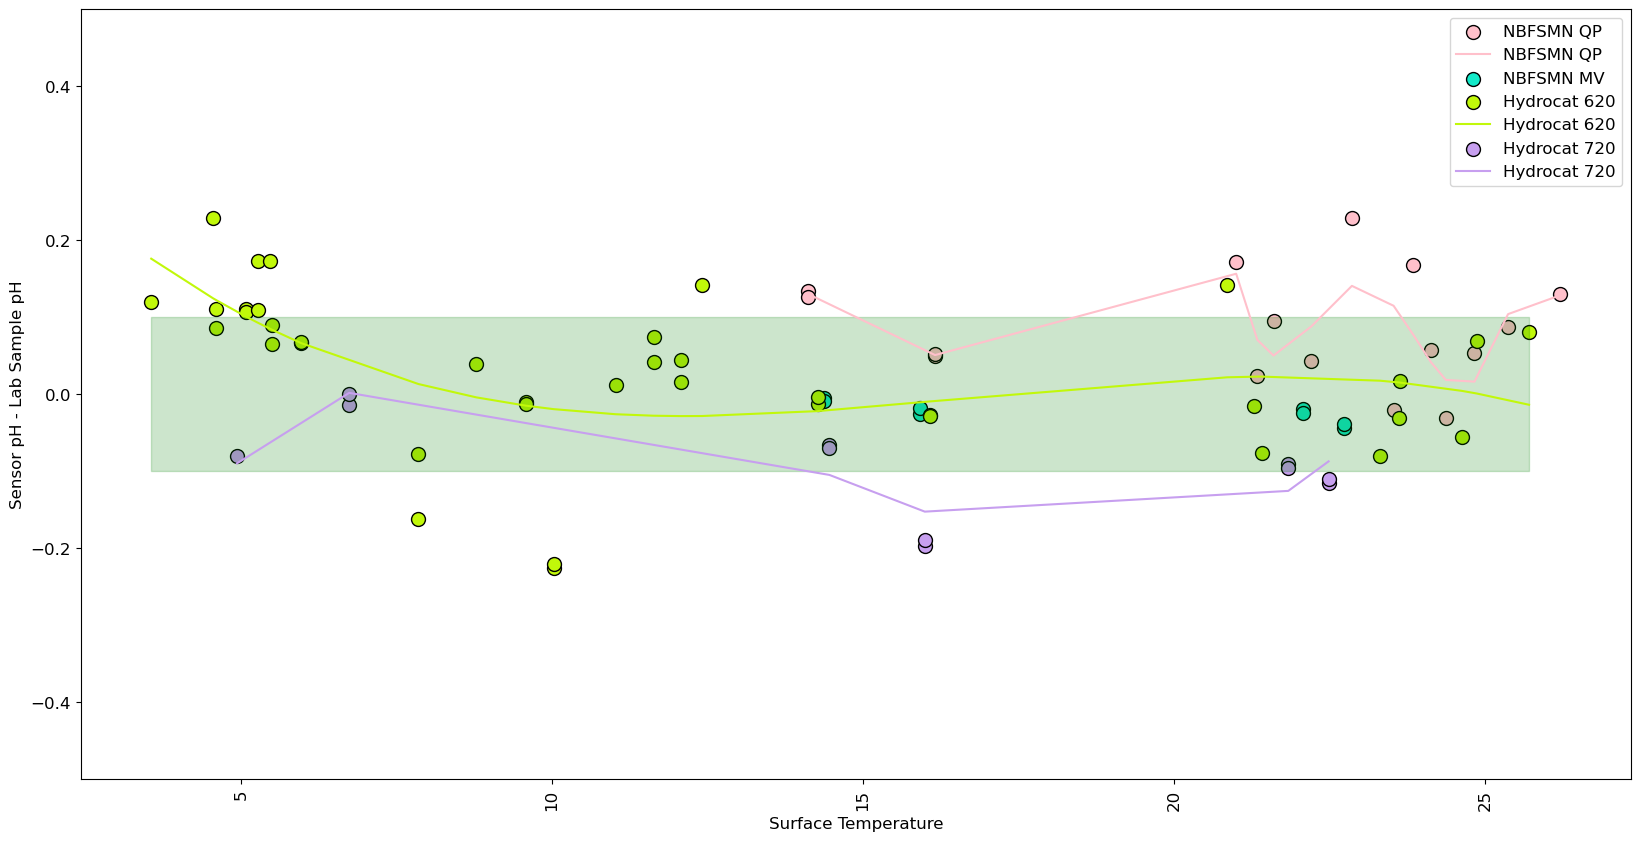 NBFSMN QP
NBFSMN QP
NBFSMN MV
Hydrocat 620
Hydrocat 620
Hydrocat 720
Hydrocat 720
0.4
0.2
0.0
−0.2
−0.4
Sensor pH - Lab Sample pH
5
10
15
20
25
Surface Temperature